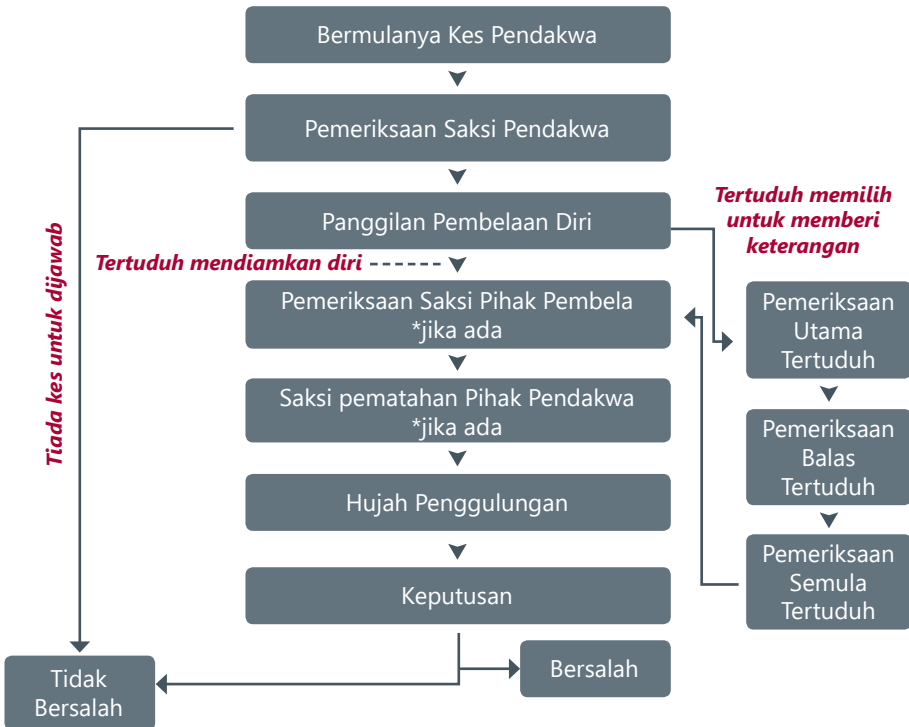 Bermulanya Kes Pendakwa
Pemeriksaan Saksi Pendakwa
Tiada kes untuk dijawab
Panggilan Pembelaan Diri
Tertuduh memilih
untuk memberi
keterangan
Tertuduh mendiamkan diri
Pemeriksaan Saksi Pihak Pembela
*jika ada
Pemeriksaan
Utama
Tertuduh
Saksi pematahan Pihak Pendakwa
*jika ada
Pemeriksaan
Balas
Tertuduh
Hujah Penggulungan
Pemeriksaan
Semula
Tertuduh
Keputusan
Bersalah
Tidak
Bersalah